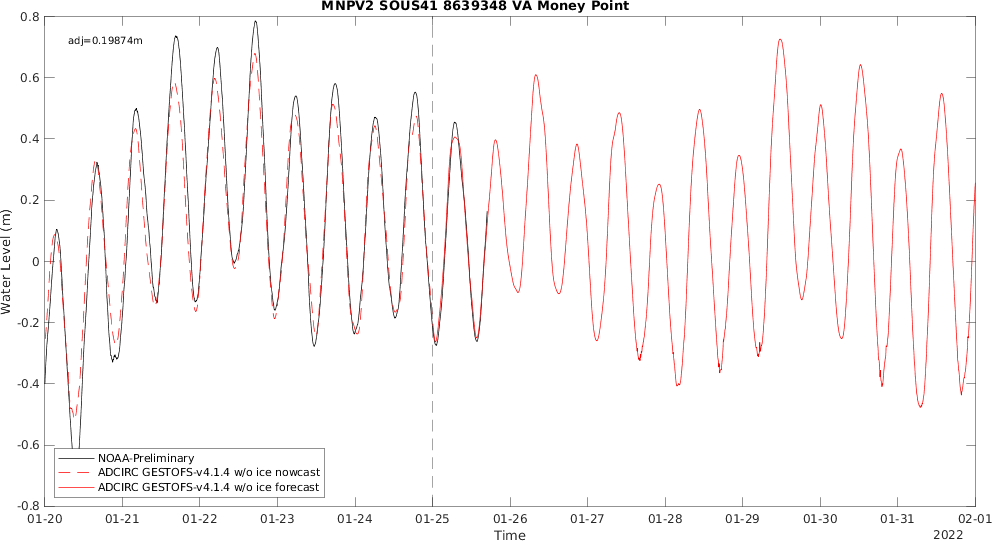 MNPV2 SOUS41 8639348 VA Money Point
adj=0.19874m
0.8
0.6
0.4
0.2
0
-0.2
-0.4
-0.6
-0.8
Water Level (m)
NOAA-Preliminary
ADCIRC GESTOFS-v4.1.4 w/o ice nowcast
ADCIRC GESTOFS-v4.1.4 w/o ice forecast
01-20 01-21 01-22 01-23 01-24 01-25 01-26 01-27 01-28 01-29 01-30 01-31 02-01
Time
2022